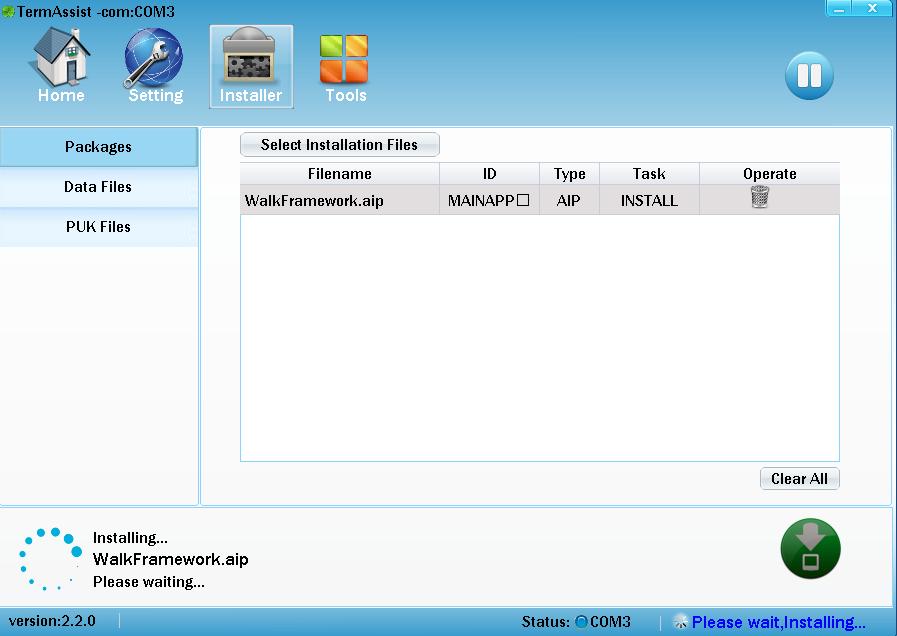 TermAssist -com:COM3
Home Setting Installer Tools
Packages
Data Files
PUK Files
Select Installation Files
Filename ID Type Task Operate
WalkFramework.aip MAINAPP□ AIP INSTALL
Clear All
Installing...
WalkFramework.aip
Please waiting...
version:2.2.0 Status: COM3 Please wait,Installing...